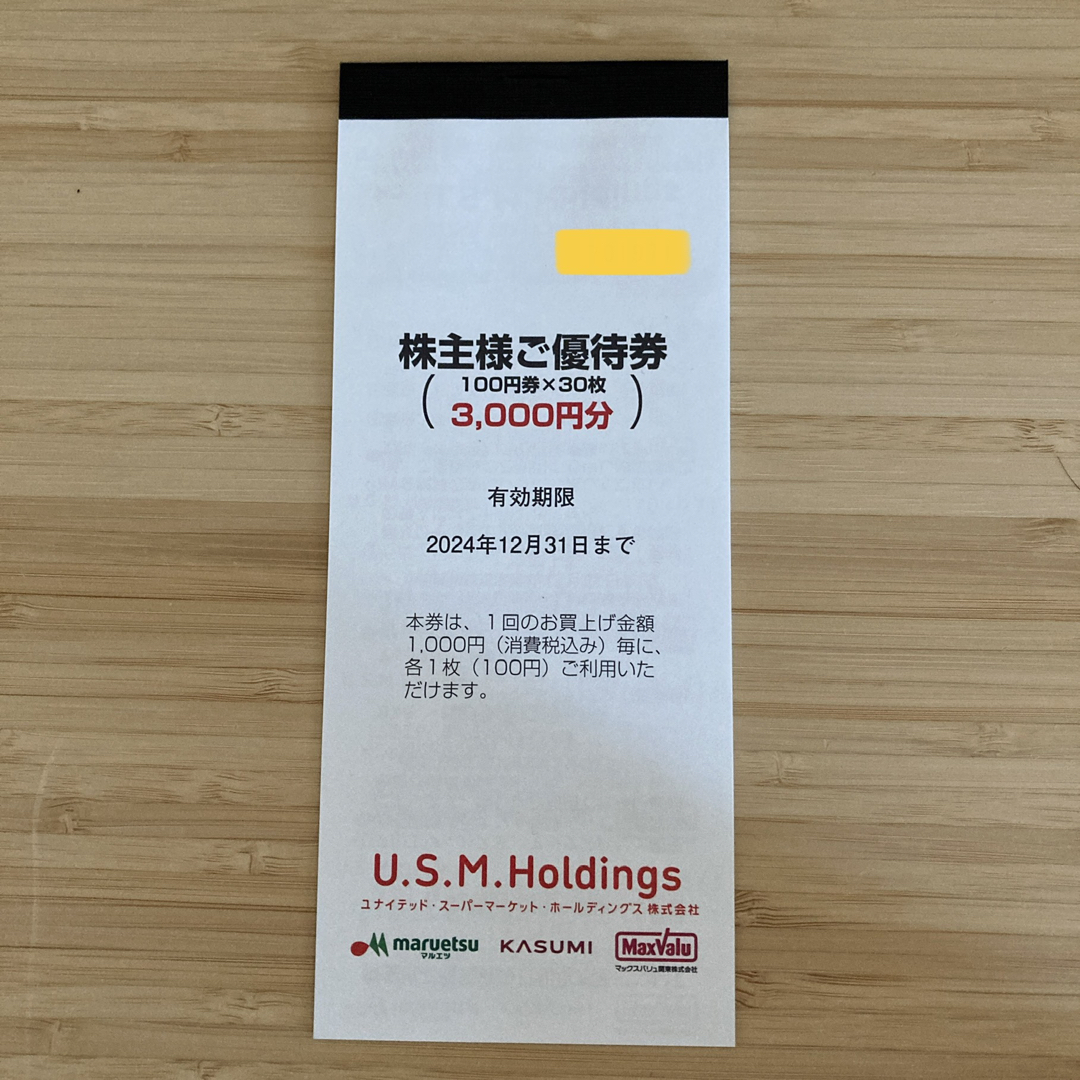 株主様ご優待券
(100円券×30枚
3,000円分)
有効期限
2024年12月31日まで
本券は、1回のお買上げ金額
1,000円（消費税込み）毎に、
各1枚（100円）ご利用いた
だけます。
U.S.M.Holdings
ユナイテッド・スーパーマーケット・ホールディングス 株式会社
maruetsu KASUMI MaxValu
マルエツ マックスバリュ関東株式会社